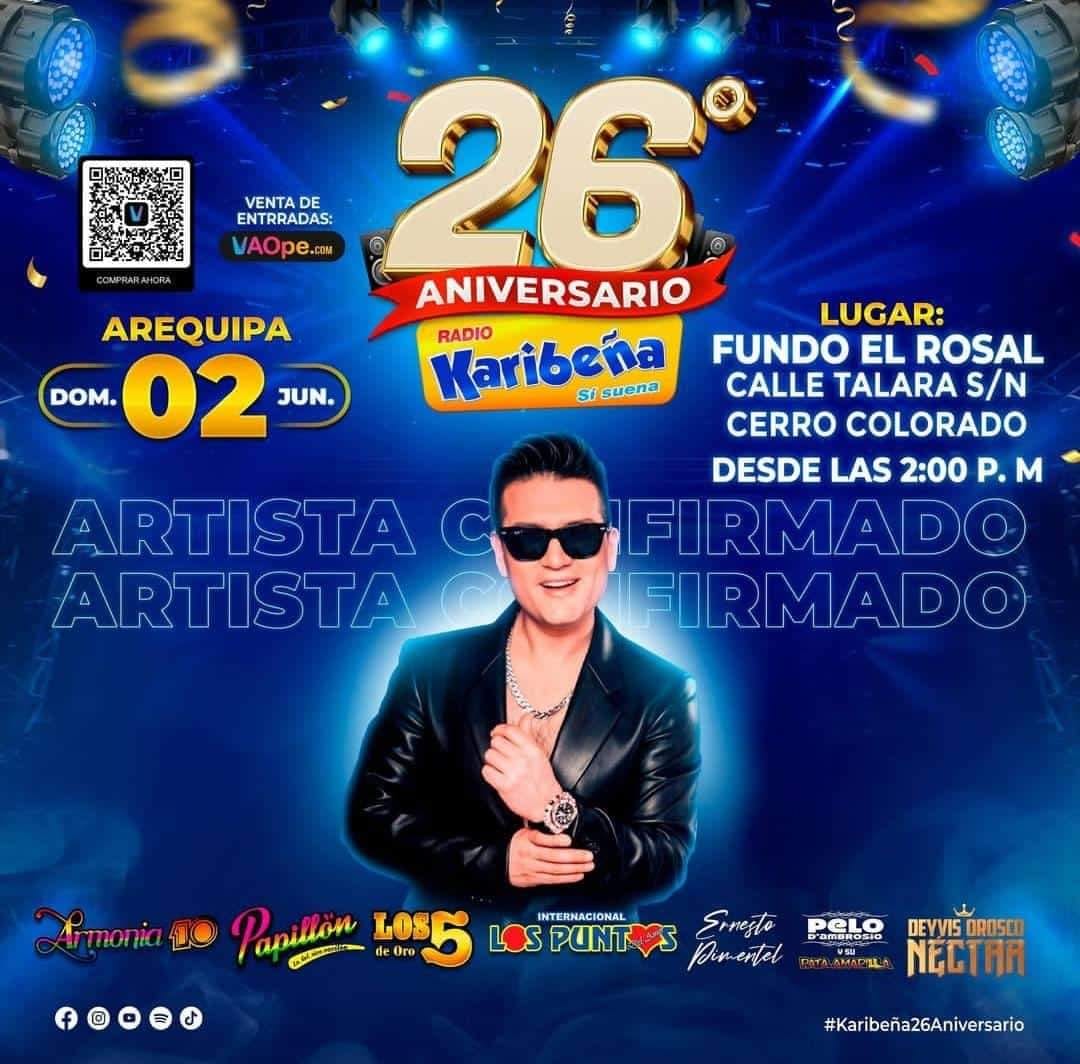 26°
ANIVERSARIO
RADIO
Karibeña
Sí suena
VENTA DE
ENTRRADAS:
VAOpe.COM
V
COMPRAR AHORA
AREQUIPA
DOM. 02 JUN.
LUGAR:
FUNDO EL ROSAL
CALLE TALARA S/N
CERRO COLORADO
DESDE LAS 2:00 P. M
ARTISTA CONFIRMADO
ARTISTA CONFIRMADO
Armonia 10
Papillön
LOS 5
de Oro
INTERNACIONAL
LOS PUNTOS
Ernesto
Pimentel
PELO
D'AMBROSIO
Y SU
PATA AMARILLA
DEYVIS OROSCO
NÉCTAR
#Karibeña26Aniversario